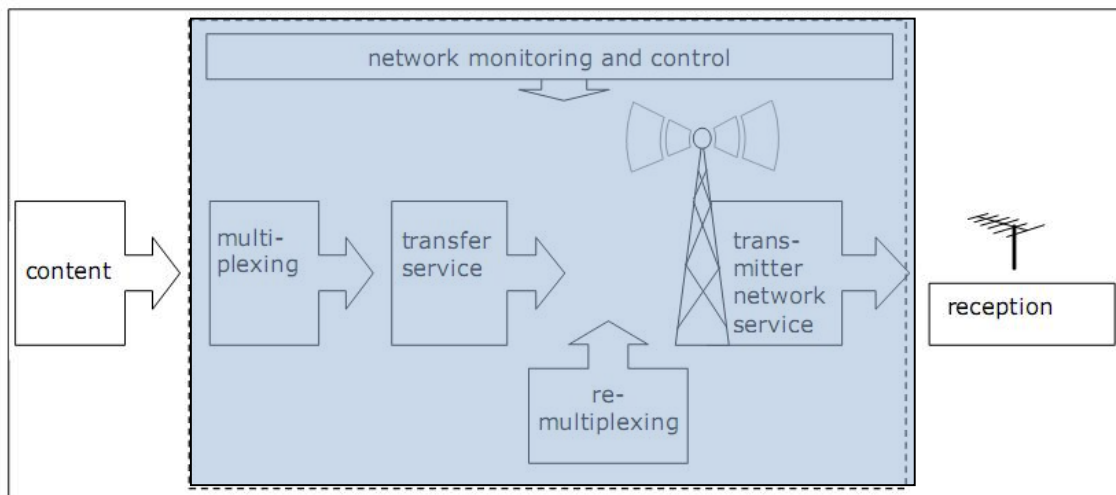 network monitoring and control
content
multi-
plexing
transfer
service
trans-
mitter
network
service
reception
re-
multiplexing